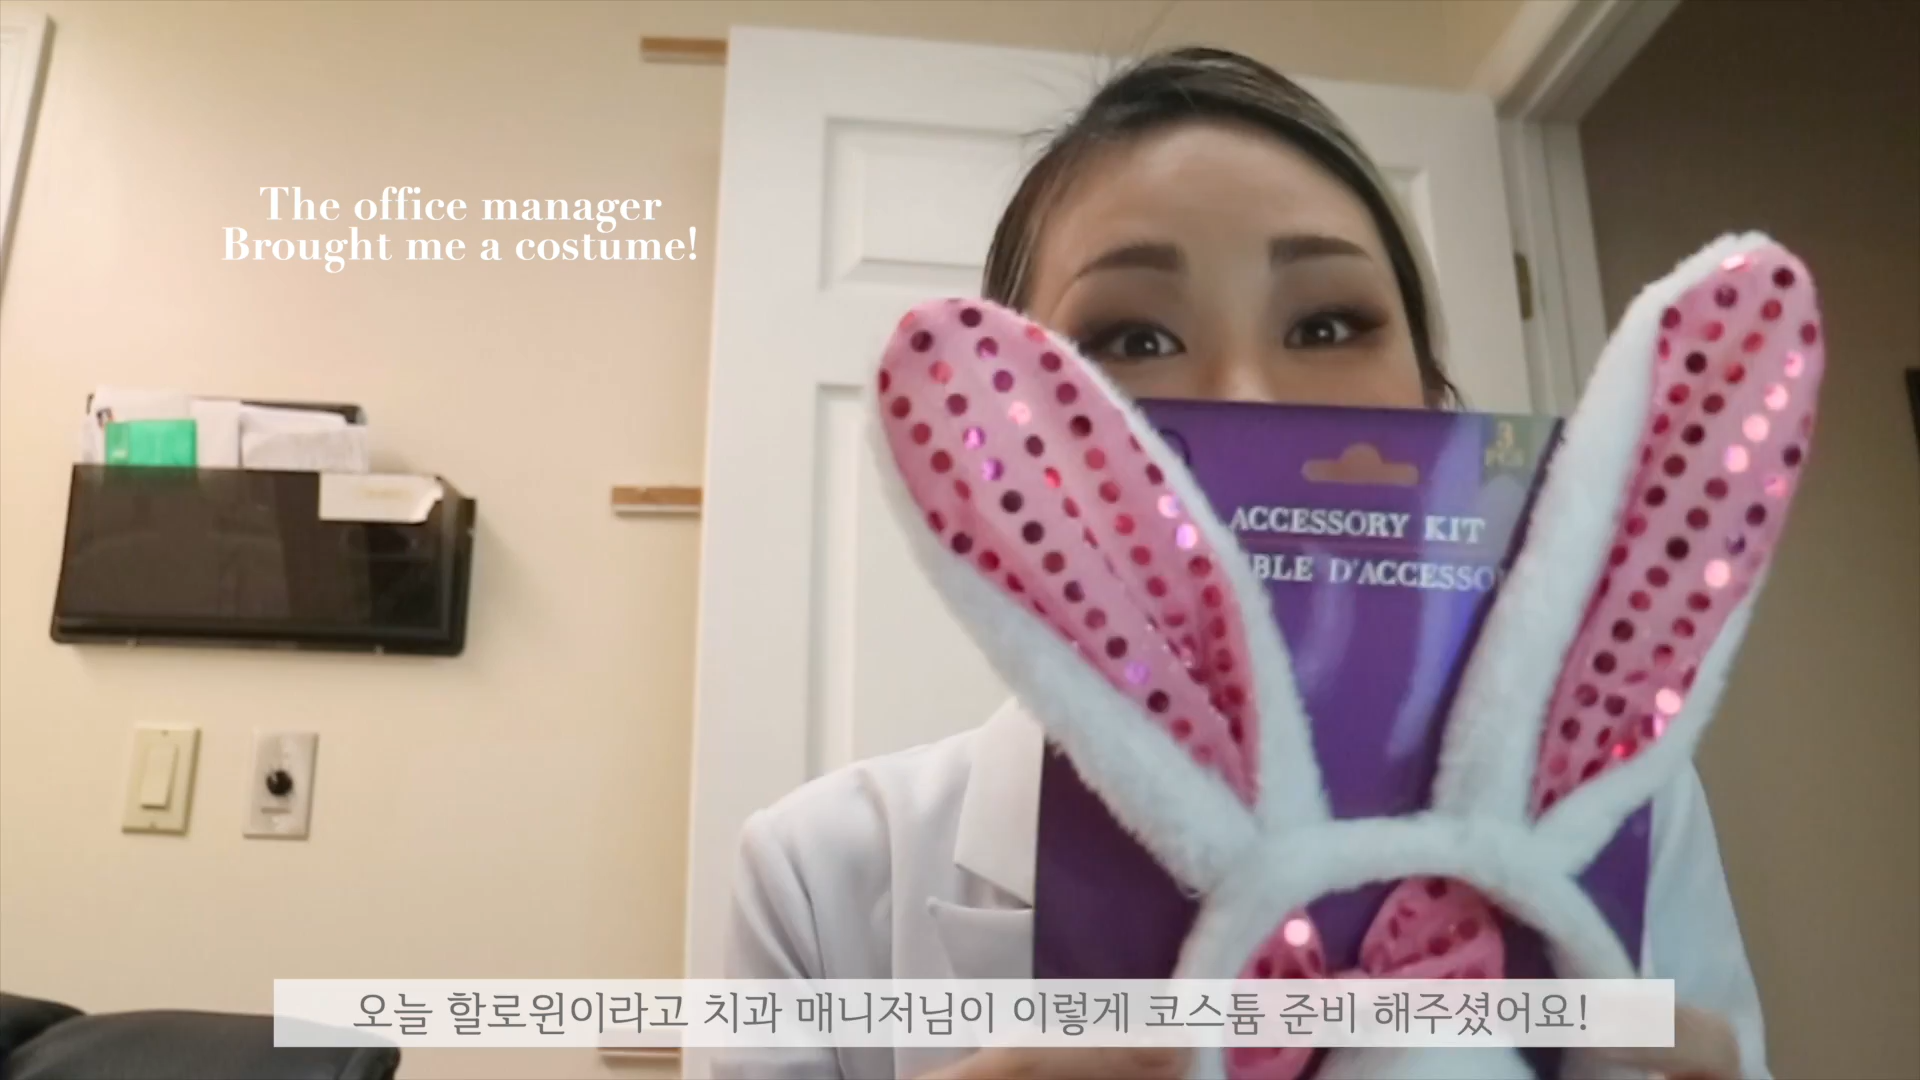 The office manager
Brought me a costume!
3
PCS
ACCESSORY KIT
BLE D'ACCESSO
오늘 할로윈이라고 치과 매니저님이 이렇게 코스튬 준비 해주셨어요!